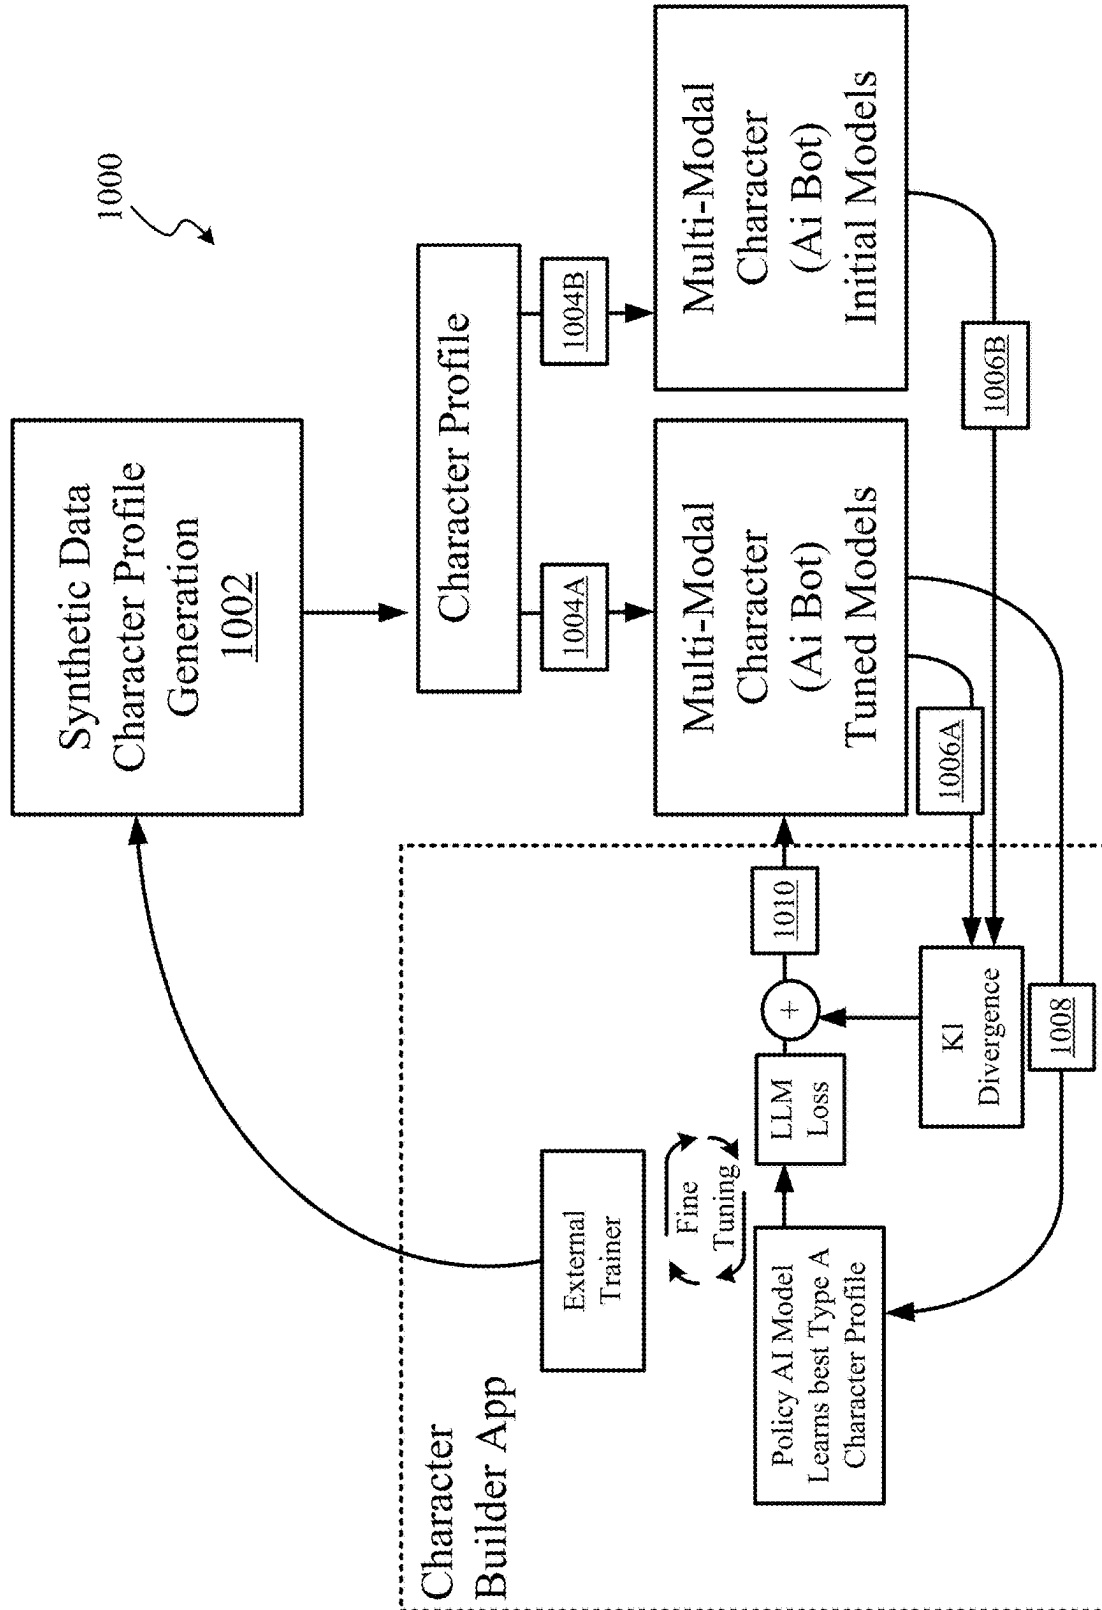 1000
Synthetic Data
Character Profile
Generation
1002
Character Profile
1004A
1004B
Multi-Modal
Character
(Ai Bot)
Tuned Models
Multi-Modal
Character
(Ai Bot)
Initial Models
1006A
1006B
Character
Builder App
External
Trainer
Fine
Tuning
Policy AI Model
Learns best Type A
Character Profile
LLM
Loss
+
1010
Kl
Divergence
1008